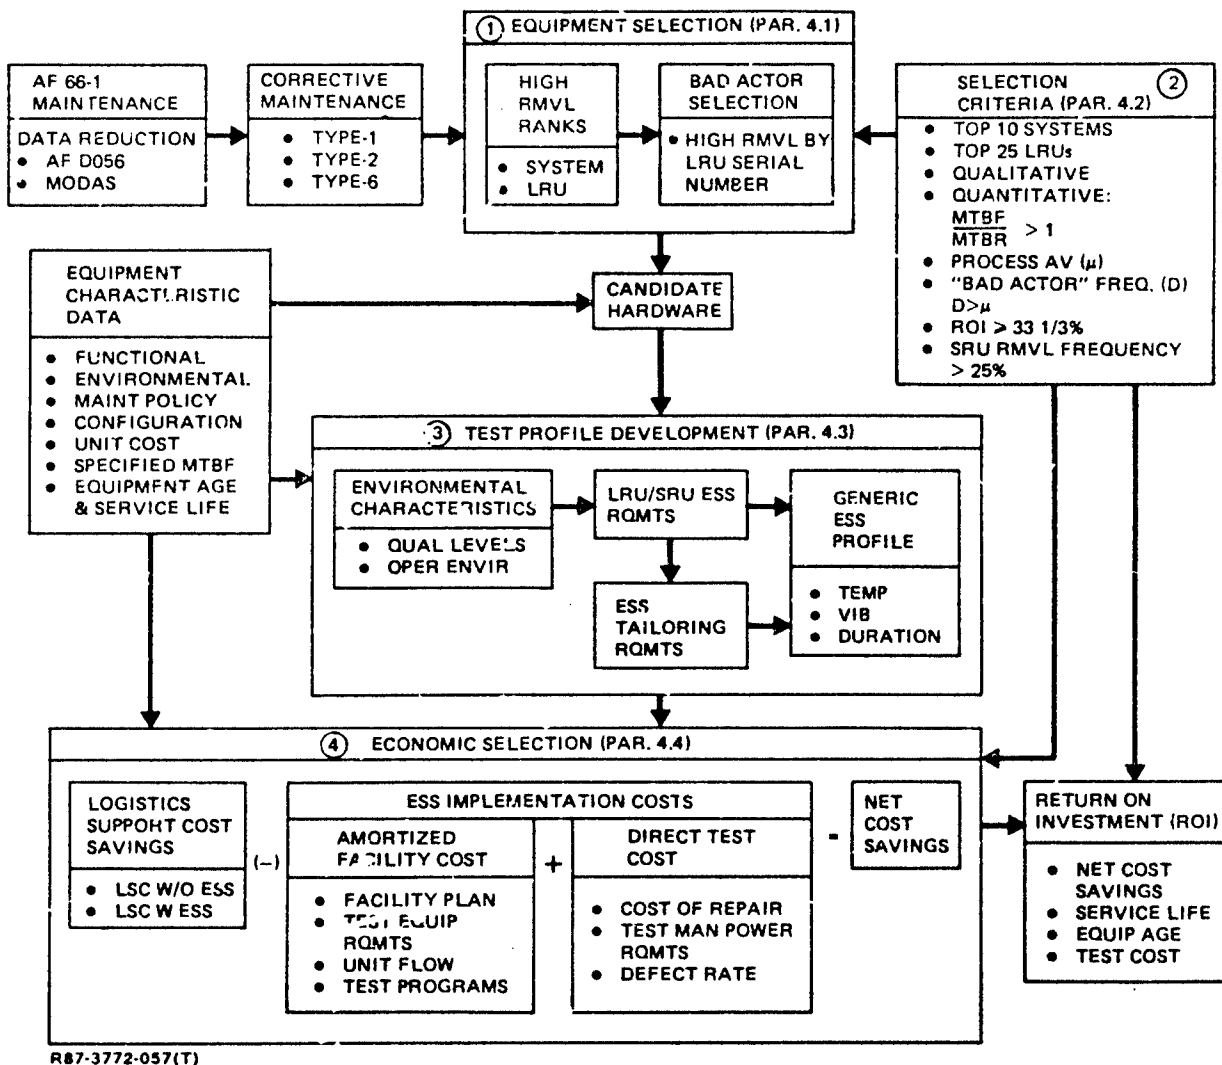 ① EQUIPMENT SELECTION (PAR. 4.1)
AF 66-1
MAINTENANCE
DATA REDUCTION
● AF D056
● MODAS
CORRECTIVE
MAINTENANCE
● TYPE-1
● TYPE-2
● TYPE-6
HIGH
RMVL
RANKS
● SYSTEM
● LRU
BAD ACTOR
SELECTION
● HIGH RMVL BY
LRU SERIAL
NUMBER
②
SELECTION
CRITERIA (PAR. 4.2)
● TOP 10 SYSTEMS
● TOP 25 LRUs
● QUALITATIVE
● QUANTITATIVE:
MTBF
MTBR > 1
● PROCESS AV (μ)
● "BAD ACTOR" FREQ. (D)
D>μ
● ROI ⩾ 33 1/3%
● SRU RMVL FREQUENCY
> 25%
EQUIPMENT
CHARACTERISTIC
DATA
● FUNCTIONAL
● ENVIRONMENTAL
● MAINT POLICY
● CONFIGURATION
● UNIT COST
● SPECIFIED MTBF
● EQUIPMENT AGE
& SERVICE LIFE
CANDIDATE
HARDWARE
③ TEST PROFILE DEVELOPMENT (PAR. 4.3)
ENVIRONMENTAL
CHARACTERISTICS
● QUAL LEVELS
● OPER ENVIR
LRU/SRU ESS
RQMTS
ESS
TAILORING
RQMTS
GENERIC
ESS
PROFILE
● TEMP
● VIB
● DURATION
④ ECONOMIC SELECTION (PAR. 4.4)
LOGISTICS
SUPPORT COST
SAVINGS
● LSC W/O ESS
● LSC W ESS
(−)
ESS IMPLEMENTATION COSTS
AMORTIZED
FACILITY COST
● FACILITY PLAN
● TEST EQUIP
RQMTS
● UNIT FLOW
● TEST PROGRAMS
+
DIRECT TEST
COST
● COST OF REPAIR
● TEST MAN POWER
RQMTS
● DEFECT RATE
NET
COST
SAVINGS
RETURN ON
INVESTMENT (ROI)
● NET COST
SAVINGS
● SERVICE LIFE
● EQUIP AGE
● TEST COST
R87-3772-057(T)